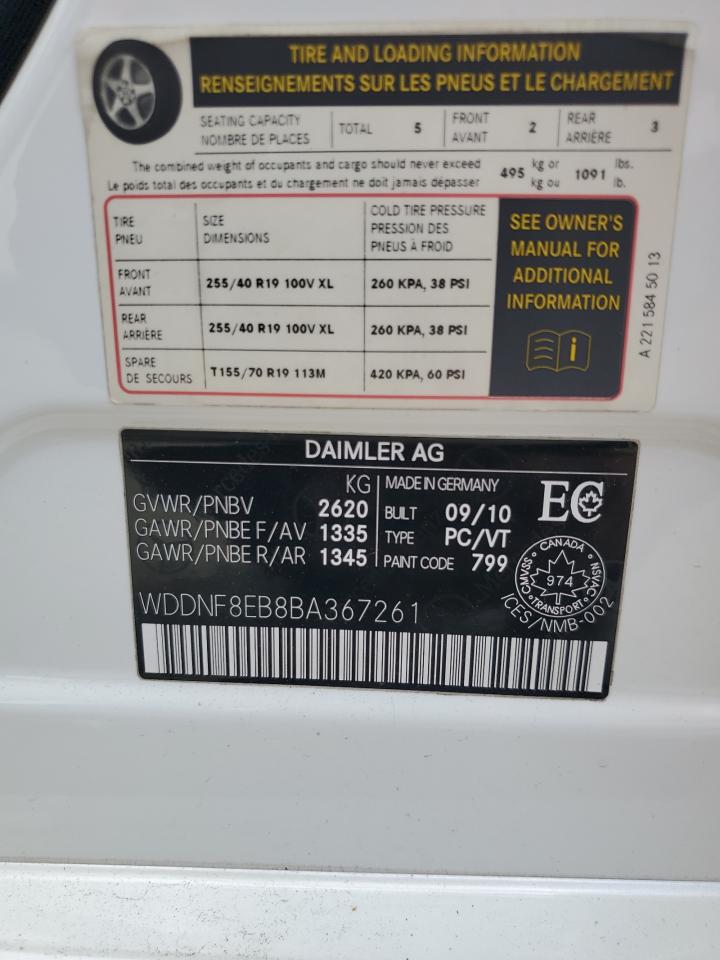 TIRE AND LOADING INFORMATION
RENSEIGNEMENTS SUR LES PNEUS ET LE CHARGEMENT
SEATING CAPACITY
NOMBRE DE PLACES
TOTAL 5
FRONT
AVANT
2
REAR
ARRIÈRE
3
The combined weight of occupants and cargo should never exceed 495 kg or 1091 lbs.
Le poids total des occupants et du chargement ne doit jamais dépasser kg ou lb.
TIRE
PNEU
SIZE
DIMENSIONS
COLD TIRE PRESSURE
PRESSION DES
PNEUS À FROID
FRONT
AVANT
255/40 R19 100V XL
260 KPA, 38 PSI
REAR
ARRIÈRE
255/40 R19 100V XL
260 KPA, 38 PSI
SPARE
DE SECOURS
T155/70 R19 113M
420 KPA, 60 PSI
SEE OWNER'S
MANUAL FOR
ADDITIONAL
INFORMATION
i
A 221 584 50 13
DAIMLER AG
KG
GVWR/PNBV 2620
GAWR/PNBE F/AV 1335
GAWR/PNBE R/AR 1345
MADE IN GERMANY
BUILT 09/10
TYPE PC/VT
PAINT CODE 799
EC
CANADA
CMVSS
974
NSVAC
TRANSPORT
ICES/NMB-002
WDDNF8EB8BA367261